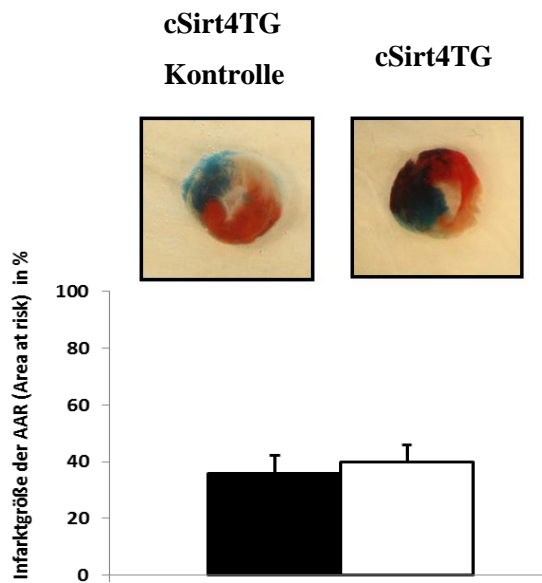 cSirt4TG
Kontrolle
cSirt4TG
Infarktgröße der AAR (Area at risk) in %
100
80
60
40
20
0